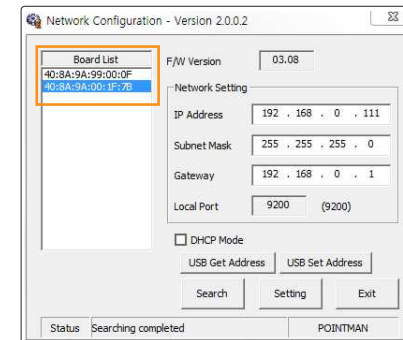 Network Configuration - Version 2.0.0.2
Board List
40:8A:9A:99:00:0F
40:8A:9A:00:1F:7B
F/W Version 03.08
Network Setting
IP Address 192 . 168 . 0 . 111
Subnet Mask 255 . 255 . 255 . 0
Gateway 192 . 168 . 0 . 1
Local Port 9200 (9200)
DHCP Mode
USB Get Address USB Set Address
Search Setting Exit
Status Searching completed POINTMAN